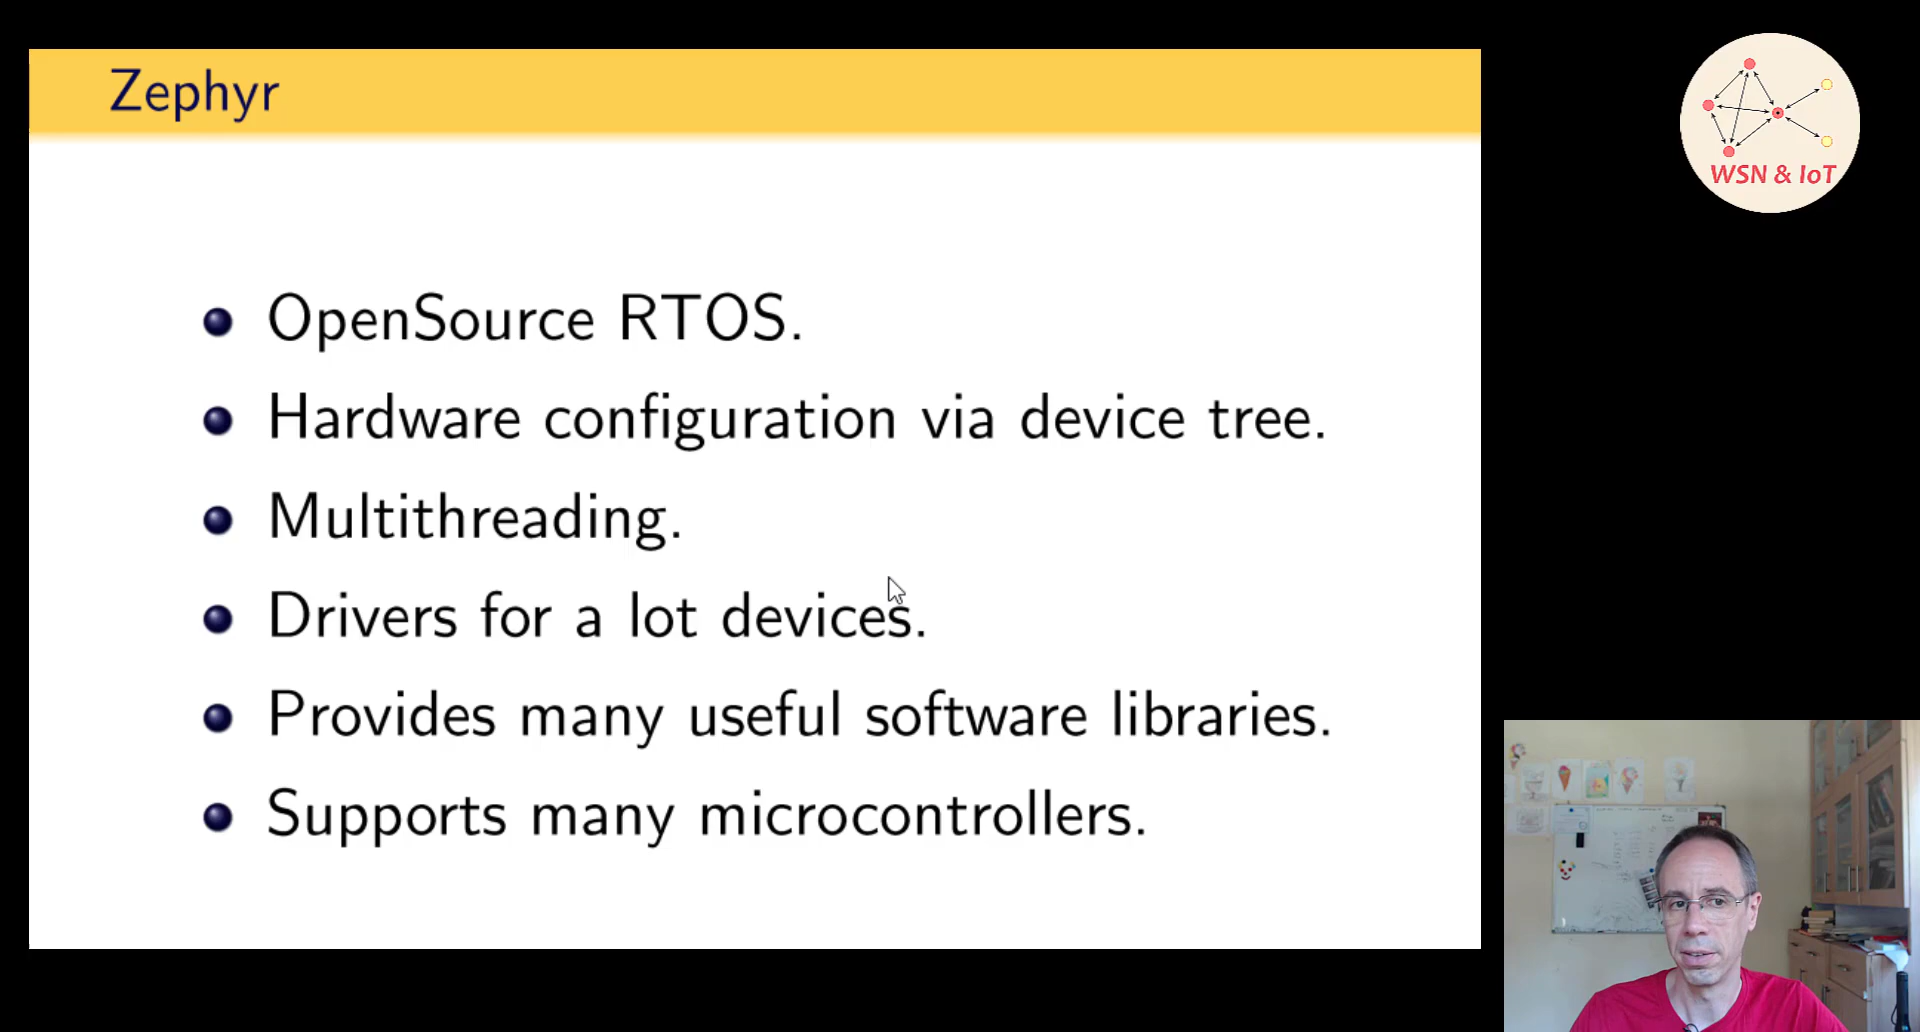 Zephyr
OpenSource RTOS.
Hardware configuration via device tree.
Multithreading.
Drivers for a lot devices.
Provides many useful software libraries.
Supports many microcontrollers.
WSN & IoT